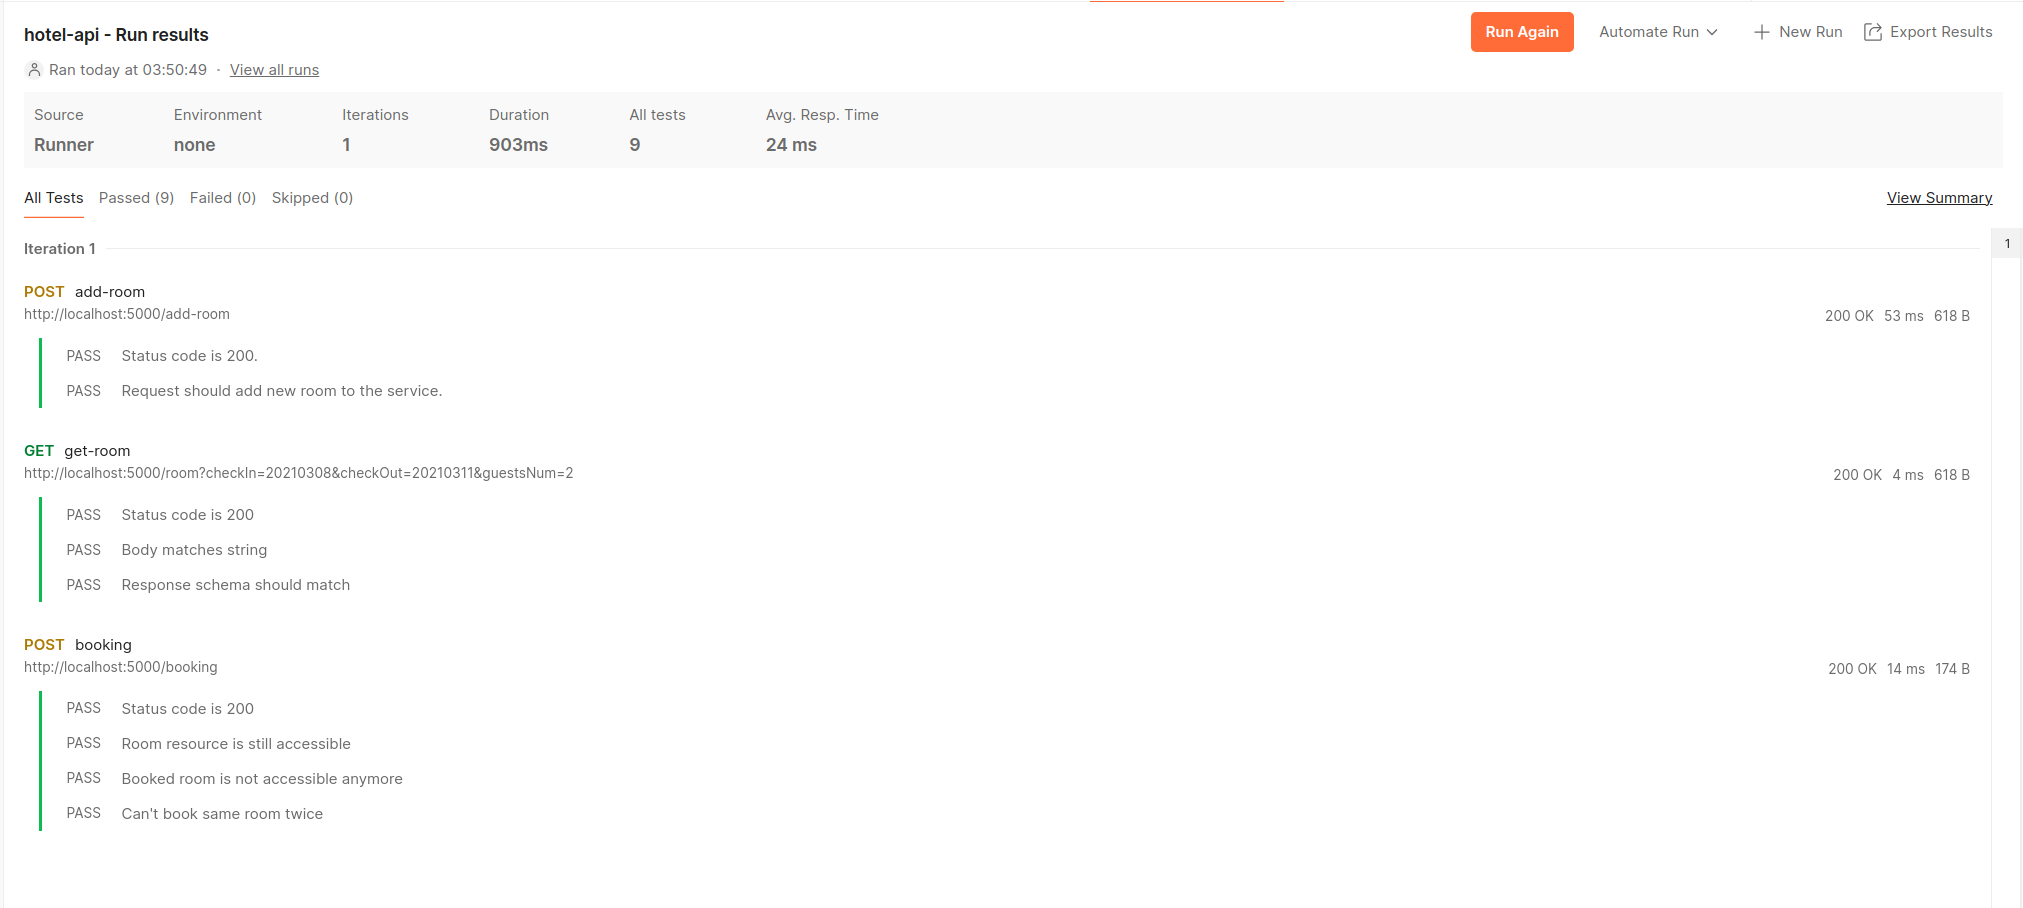 hotel-api - Run results
Run Again Automate Run New Run Export Results
Ran today at 03:50:49 · View all runs
Source Environment Iterations Duration All tests Avg. Resp. Time
Runner none 1 903ms 9 24 ms
All Tests Passed (9) Failed (0) Skipped (0) View Summary
Iteration 1
1
POST add-room
http://localhost:5000/add-room 200 OK 53 ms 618 B
PASS Status code is 200.
PASS Request should add new room to the service.
GET get-room
http://localhost:5000/room?checkIn=20210308&checkOut=20210311&guestsNum=2 200 OK 4 ms 618 B
PASS Status code is 200
PASS Body matches string
PASS Response schema should match
POST booking
http://localhost:5000/booking 200 OK 14 ms 174 B
PASS Status code is 200
PASS Room resource is still accessible
PASS Booked room is not accessible anymore
PASS Can't book same room twice